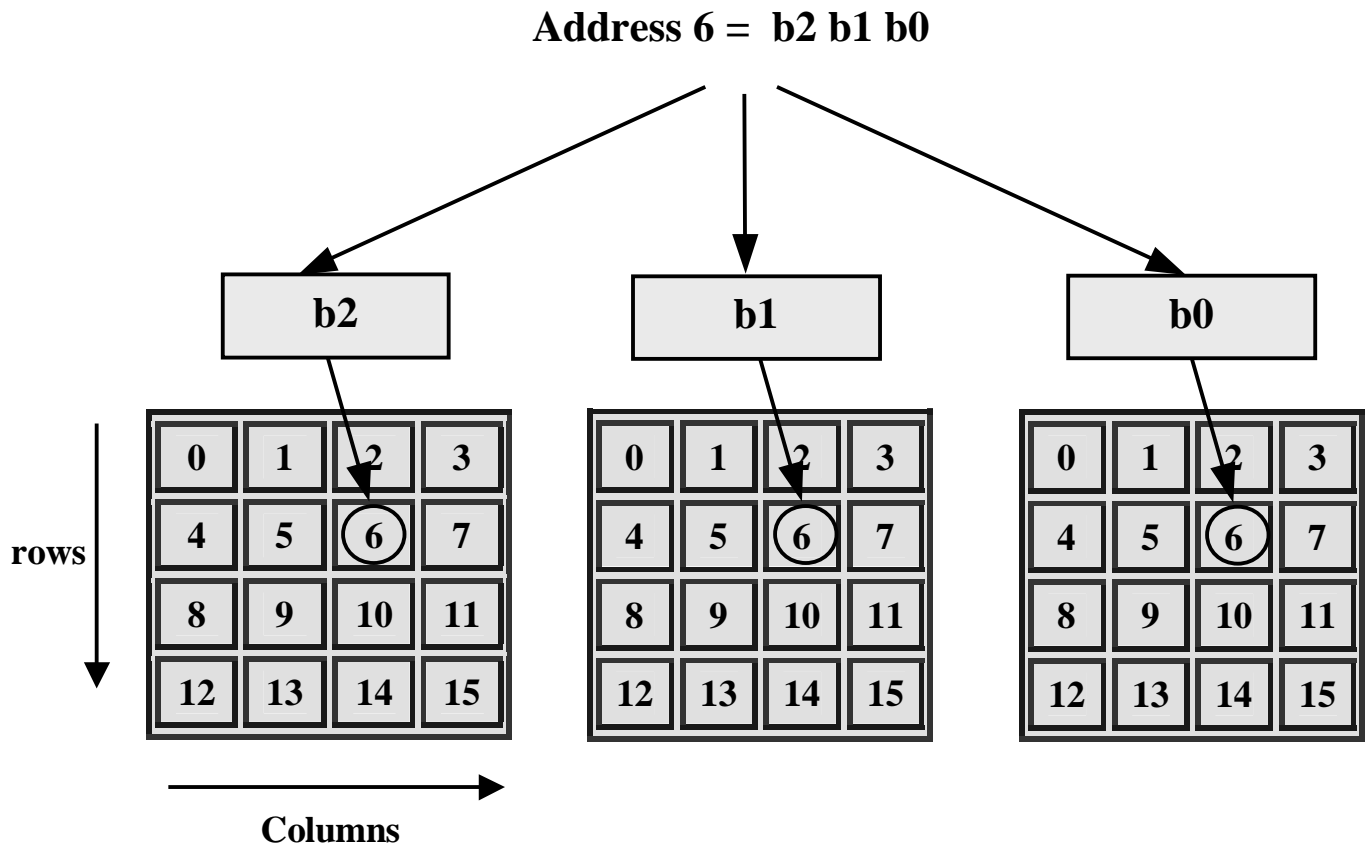 Address 6 = b2 b1 b0
b2 b1 b0
0 1 2 3 0 1 2 3 0 1 2 3
4 5 6 7 4 5 6 7 4 5 6 7
rows
8 9 10 11 8 9 10 11 8 9 10 11
12 13 14 15 12 13 14 15 12 13 14 15
Columns